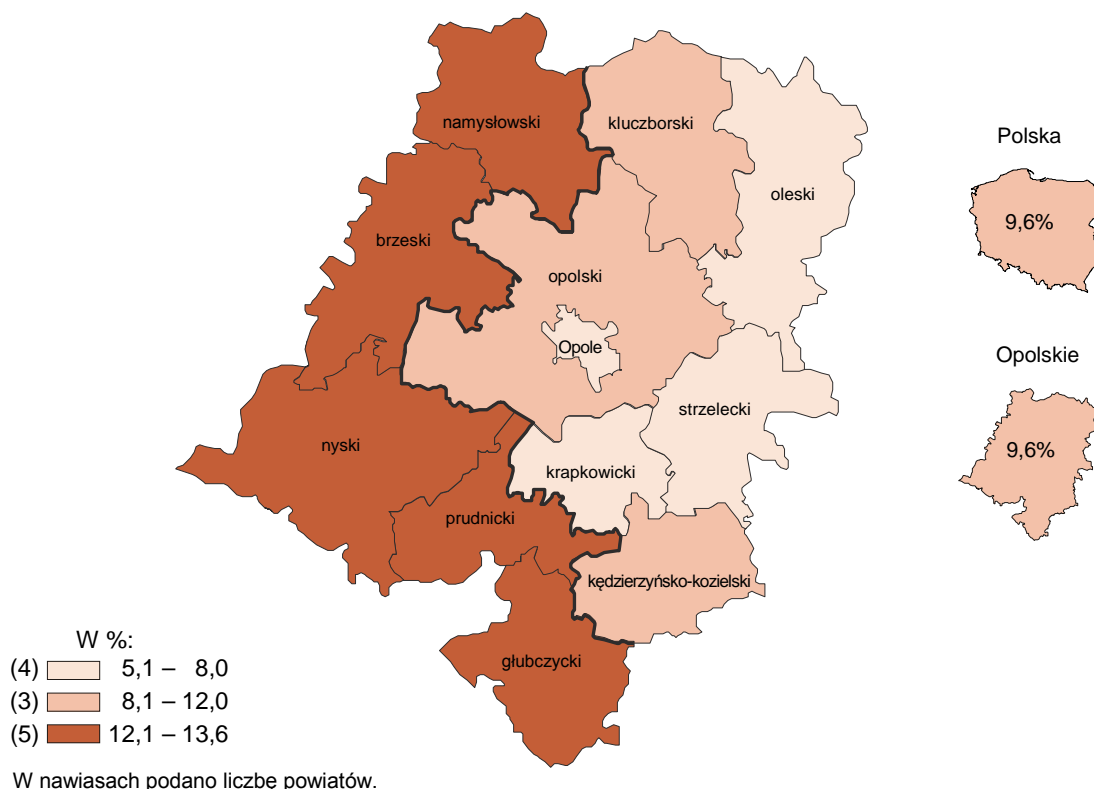 namysłowski
kluczborski
Polska
oleski
9,6%
brzeski
opolski
Opole
Opolskie
strzelecki
nyski
krapkowicki
9,6%
prudnicki
kędzierzyńsko-kozielski
W %:
głubczycki
(4) 5,1 – 8,0
(3) 8,1 – 12,0
(5) 12,1 – 13,6
W nawiasach podano liczbę powiatów.